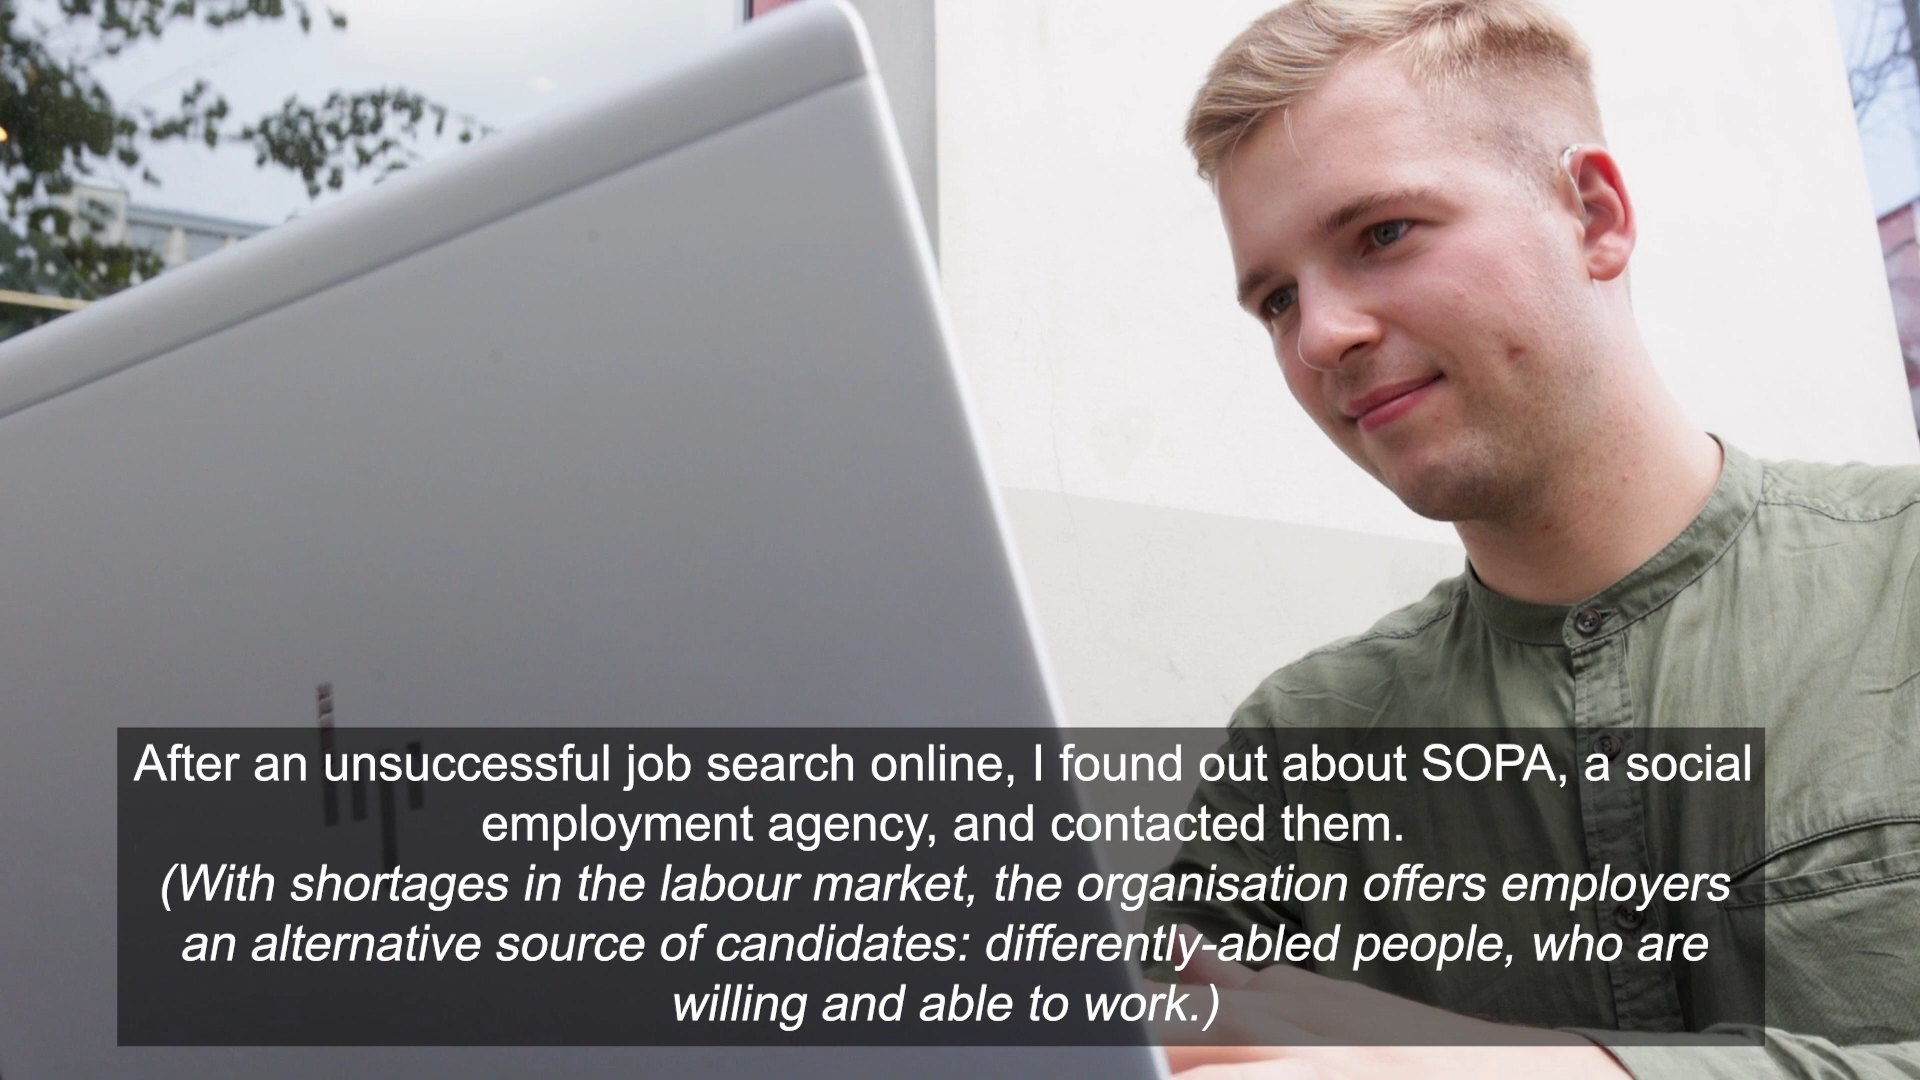 After an unsuccessful job search online, I found out about SOPA, a social
employment agency, and contacted them.
(With shortages in the labour market, the organisation offers employers
an alternative source of candidates: differently-abled people, who are
willing and able to work.)